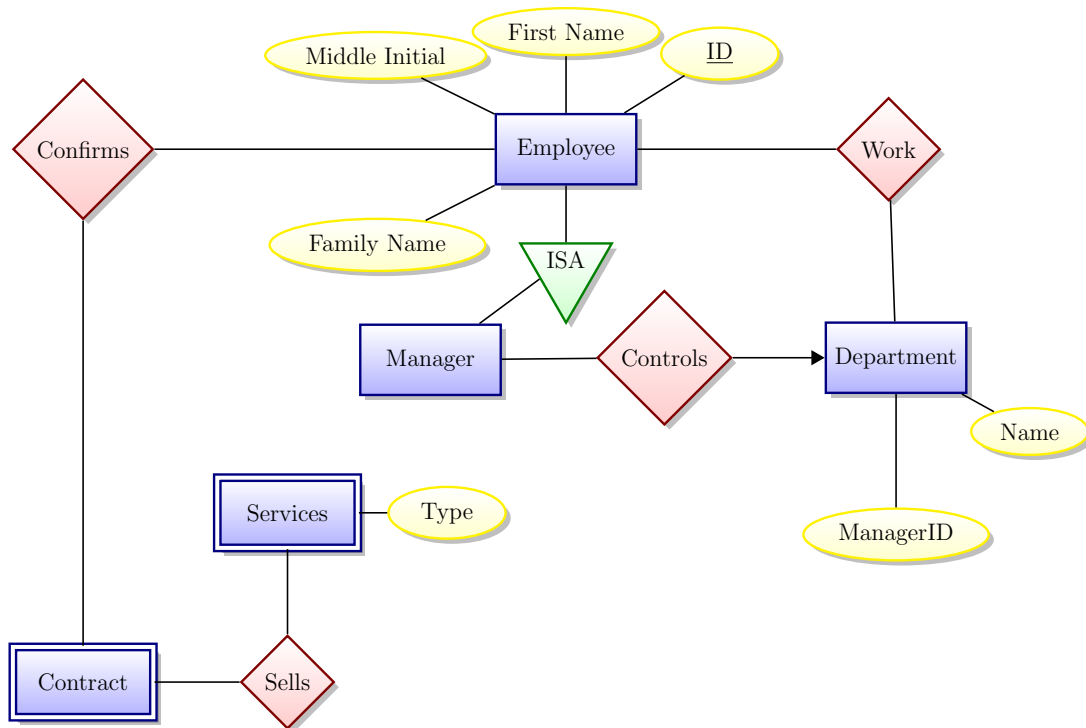 First Name
Middle Initial
ID
Confirms
Employee
Work
Family Name
ISA
Manager
Controls
Department
Name
Services
Type
ManagerID
Contract
Sells